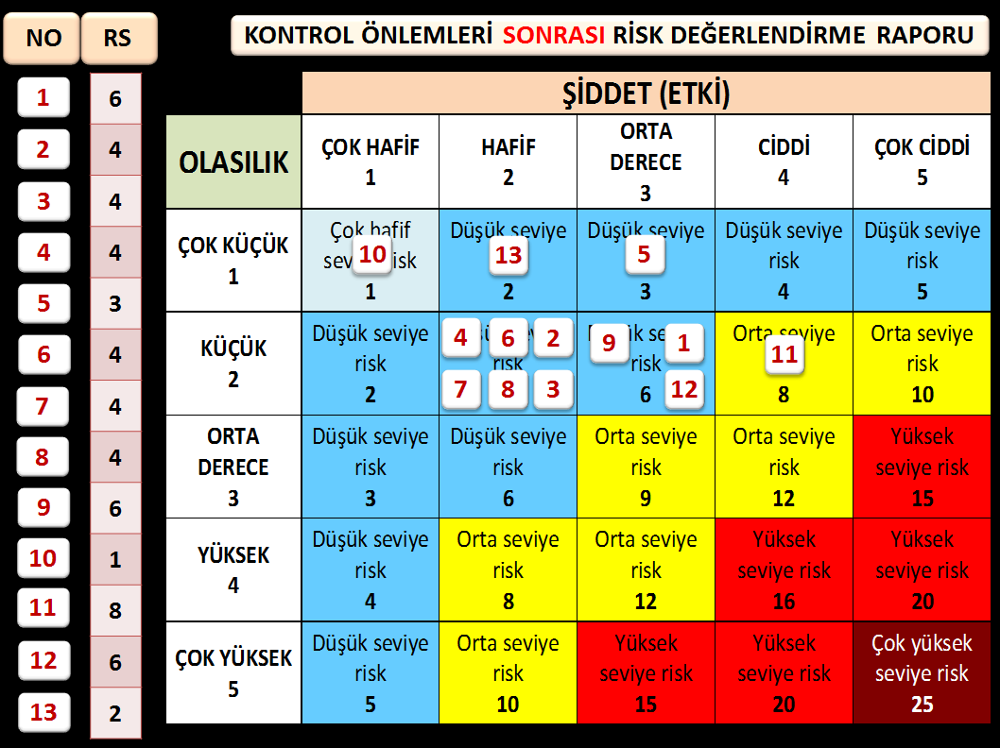 NO RS
KONTROL ÖNLEMLERİ SONRASI RİSK DEĞERLENDİRME RAPORU
1 6
2 4
3 4
4 4
5 3
6 4
7 4
8 4
9 6
10 1
11 8
12 6
13 2
ŞİDDET (ETKİ)
OLASILIK
ÇOK HAFİF
1
HAFİF
2
ORTA
DERECE
3
CİDDİ
4
ÇOK CİDDİ
5
ÇOK KÜÇÜK
1
Çok hafif
risk
10
1
Düşük seviye
13
2
Düşük seviye
5
3
Düşük seviye
risk
4
Düşük seviye
risk
5
KÜÇÜK
2
Düşük seviye
risk
2
4 6 2
risk
7 8 3
9 1
risk
6 12
Orta seviye
11
8
Orta seviye
risk
10
ORTA
DERECE
3
Düşük seviye
risk
3
Düşük seviye
risk
6
Orta seviye
risk
9
Orta seviye
risk
12
Yüksek
seviye risk
15
YÜKSEK
4
Düşük seviye
risk
4
Orta seviye
risk
8
Orta seviye
risk
12
Yüksek
seviye risk
16
Yüksek
seviye risk
20
ÇOK YÜKSEK
5
Düşük seviye
risk
5
Orta seviye
risk
10
Yüksek
seviye risk
15
Yüksek
seviye risk
20
Çok yüksek
seviye risk
25